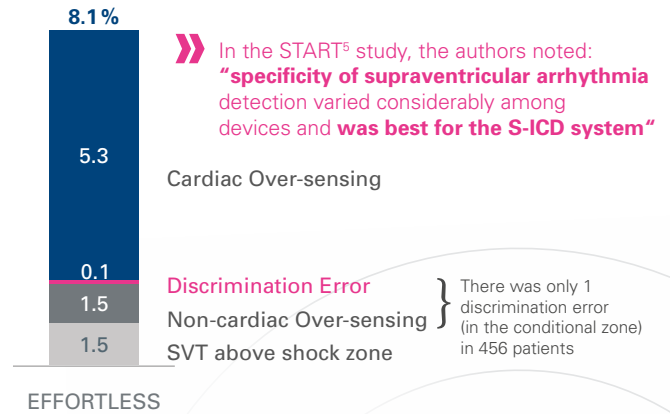 8.1%
In the START⁵ study, the authors noted:
“specificity of supraventricular arrhythmia
detection varied considerably among
devices and was best for the S-ICD system“
5.3
Cardiac Over-sensing
0.1
Discrimination Error
1.5
Non-cardiac Over-sensing
1.5
SVT above shock zone
There was only 1
discrimination error
(in the conditional zone)
in 456 patients
EFFORTLESS